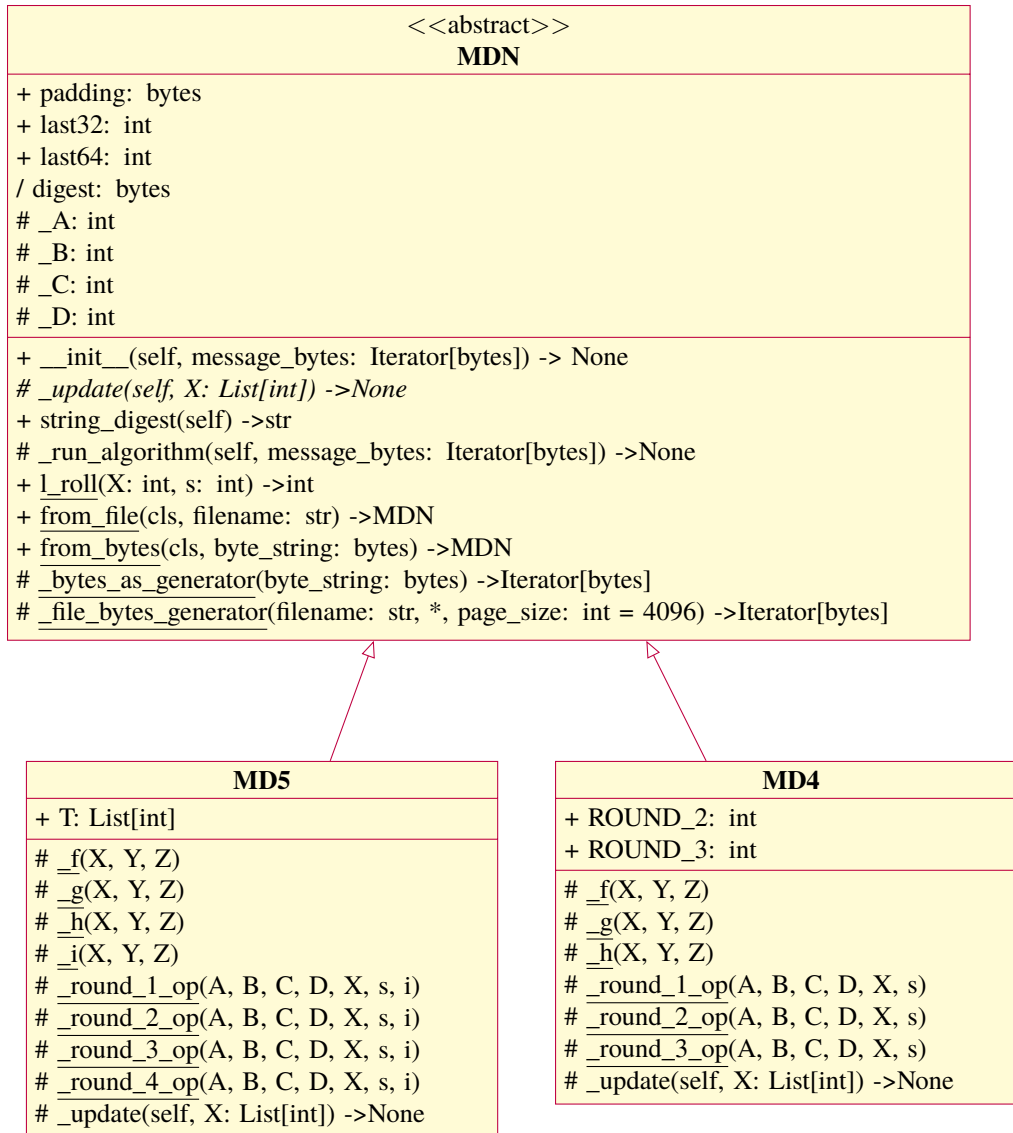 <<abstract>>
MDN
+ padding: bytes
+ last32: int
+ last64: int
/ digest: bytes
# _A: int
# _B: int
# _C: int
# _D: int
+ __init__(self, message_bytes: Iterator[bytes]) -> None
# _update(self, X: List[int]) ->None
+ string_digest(self) ->str
# _run_algorithm(self, message_bytes: Iterator[bytes]) ->None
+ l_roll(X: int, s: int) ->int
+ from_file(cls, filename: str) ->MDN
+ from_bytes(cls, byte_string: bytes) ->MDN
# _bytes_as_generator(byte_string: bytes) ->Iterator[bytes]
# _file_bytes_generator(filename: str, *, page_size: int = 4096) ->Iterator[bytes]
MD5
+ T: List[int]
# _f(X, Y, Z)
# _g(X, Y, Z)
# _h(X, Y, Z)
# _i(X, Y, Z)
# _round_1_op(A, B, C, D, X, s, i)
# _round_2_op(A, B, C, D, X, s, i)
# _round_3_op(A, B, C, D, X, s, i)
# _round_4_op(A, B, C, D, X, s, i)
# _update(self, X: List[int]) ->None
MD4
+ ROUND_2: int
+ ROUND_3: int
# _f(X, Y, Z)
# _g(X, Y, Z)
# _h(X, Y, Z)
# _round_1_op(A, B, C, D, X, s)
# _round_2_op(A, B, C, D, X, s)
# _round_3_op(A, B, C, D, X, s)
# _update(self, X: List[int]) ->None